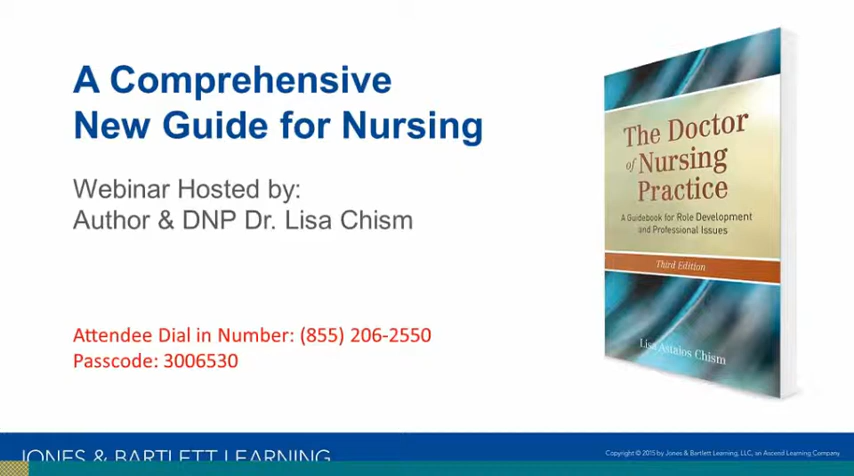 A Comprehensive
New Guide for Nursing
Webinar Hosted by:
Author & DNP Dr. Lisa Chism
Attendee Dial in Number: (855) 206-2550
Passcode: 3006530
The Doctor
of Nursing
Practice
A Guidebook for Role Development
and Professional Issues
Third Edition
Lisa Astalos Chism
JONES & BARTLETT LEARNING
Copyright © 2015 by Jones & Bartlett Learning, LLC, an Ascend Learning Company